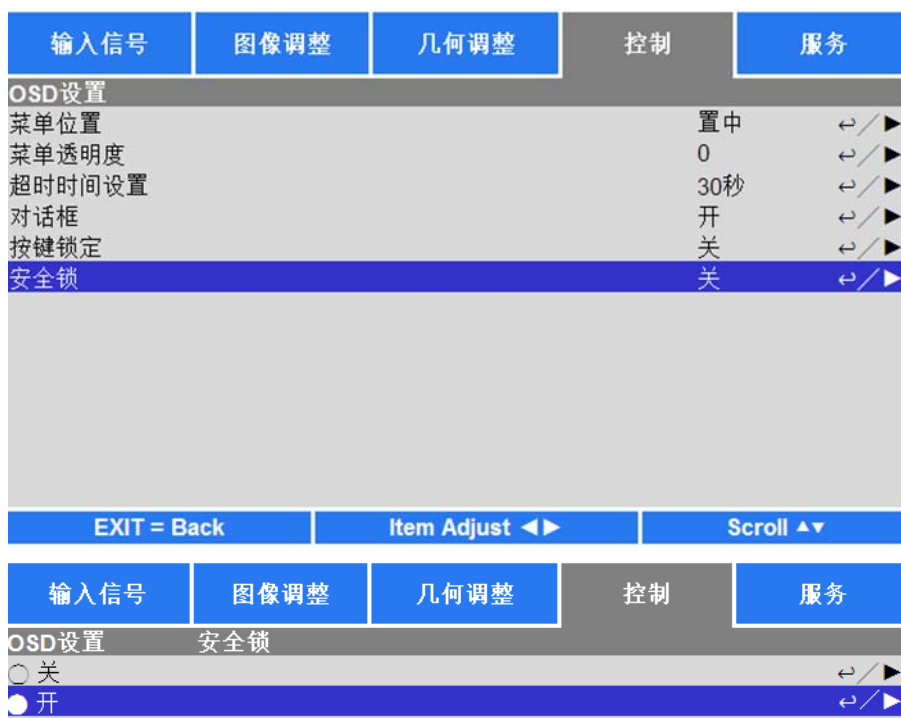 输入信号 图像调整 几何调整 控制 服务
OSD设置
菜单位置 置中 ↩/▶
菜单透明度 0 ↩/▶
超时时间设置 30秒 ↩/▶
对话框 开 ↩/▶
按键锁定 关 ↩/▶
安全锁 关 ↩/▶
EXIT = Back Item Adjust ◀▶ Scroll ▲▼
输入信号 图像调整 几何调整 控制 服务
OSD设置 安全锁
○ 关 ↩/▶
● 开 ↩/▶